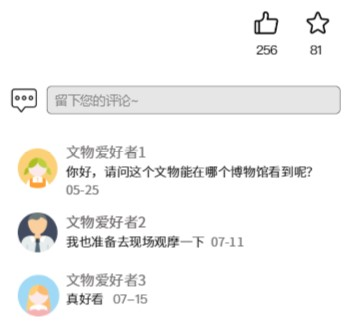 256 81
留下您的评论~
文物爱好者1
你好，请问这个文物能在哪个博物馆看到呢？
05-25
文物爱好者2
我也准备去现场观摩一下 07-11
文物爱好者3
真好看 07-15